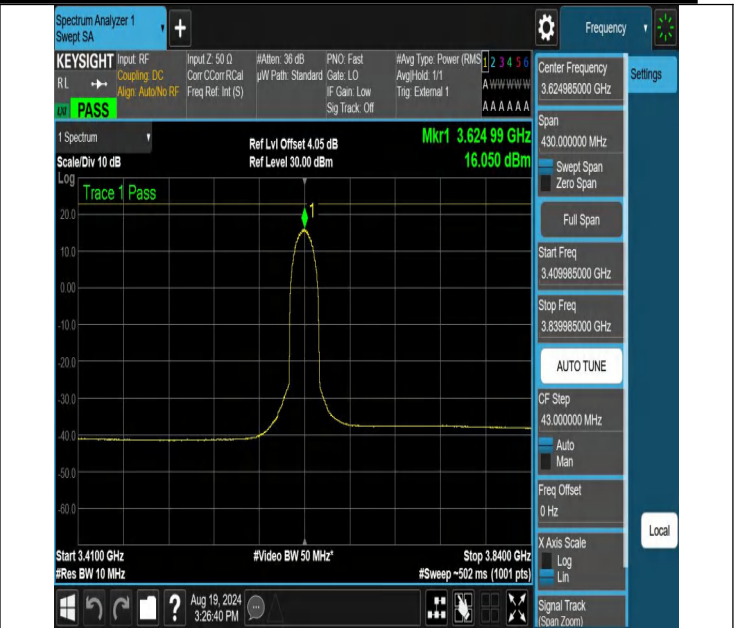 Spectrum Analyzer 1
Swept SA
+
Frequency
KEYSIGHT
Input: RF
Input Z: 50 Ω
#Atten: 36 dB
PNO: Fast
#Avg Type: Power (RMS
1 2 3 4 5 6
RL
Coupling: DC
Corr CCorr RCal
µW Path: Standard
Gate: LO
Avg|Hold: 1/1
A W W W W W
Align: Auto/No RF
Freq Ref: Int (S)
IF Gain: Low
Trig: External 1
PASS
Sig Track: Off
A A A A A A
1 Spectrum
Ref Lvl Offset 4.05 dB
Mkr1 3.624 99 GHz
Scale/Div 10 dB
Ref Level 30.00 dBm
16.050 dBm
Log
Trace 1 Pass
1
20.0
10.0
0.00
-10.0
-20.0
-30.0
-40.0
-50.0
-60.0
Start 3.4100 GHz
#Video BW 50 MHz*
Stop 3.8400 GHz
#Res BW 10 MHz
#Sweep ~502 ms (1001 pts)
Center Frequency
3.624985000 GHz
Settings
Span
430.000000 MHz
Swept Span
Zero Span
Full Span
Start Freq
3.409985000 GHz
Stop Freq
3.839985000 GHz
AUTO TUNE
CF Step
43.000000 MHz
Auto
Man
Freq Offset
0 Hz
X Axis Scale
Log
Lin
Signal Track
(Span Zoom)
Local
?
Aug 19, 2024
3:26:40 PM